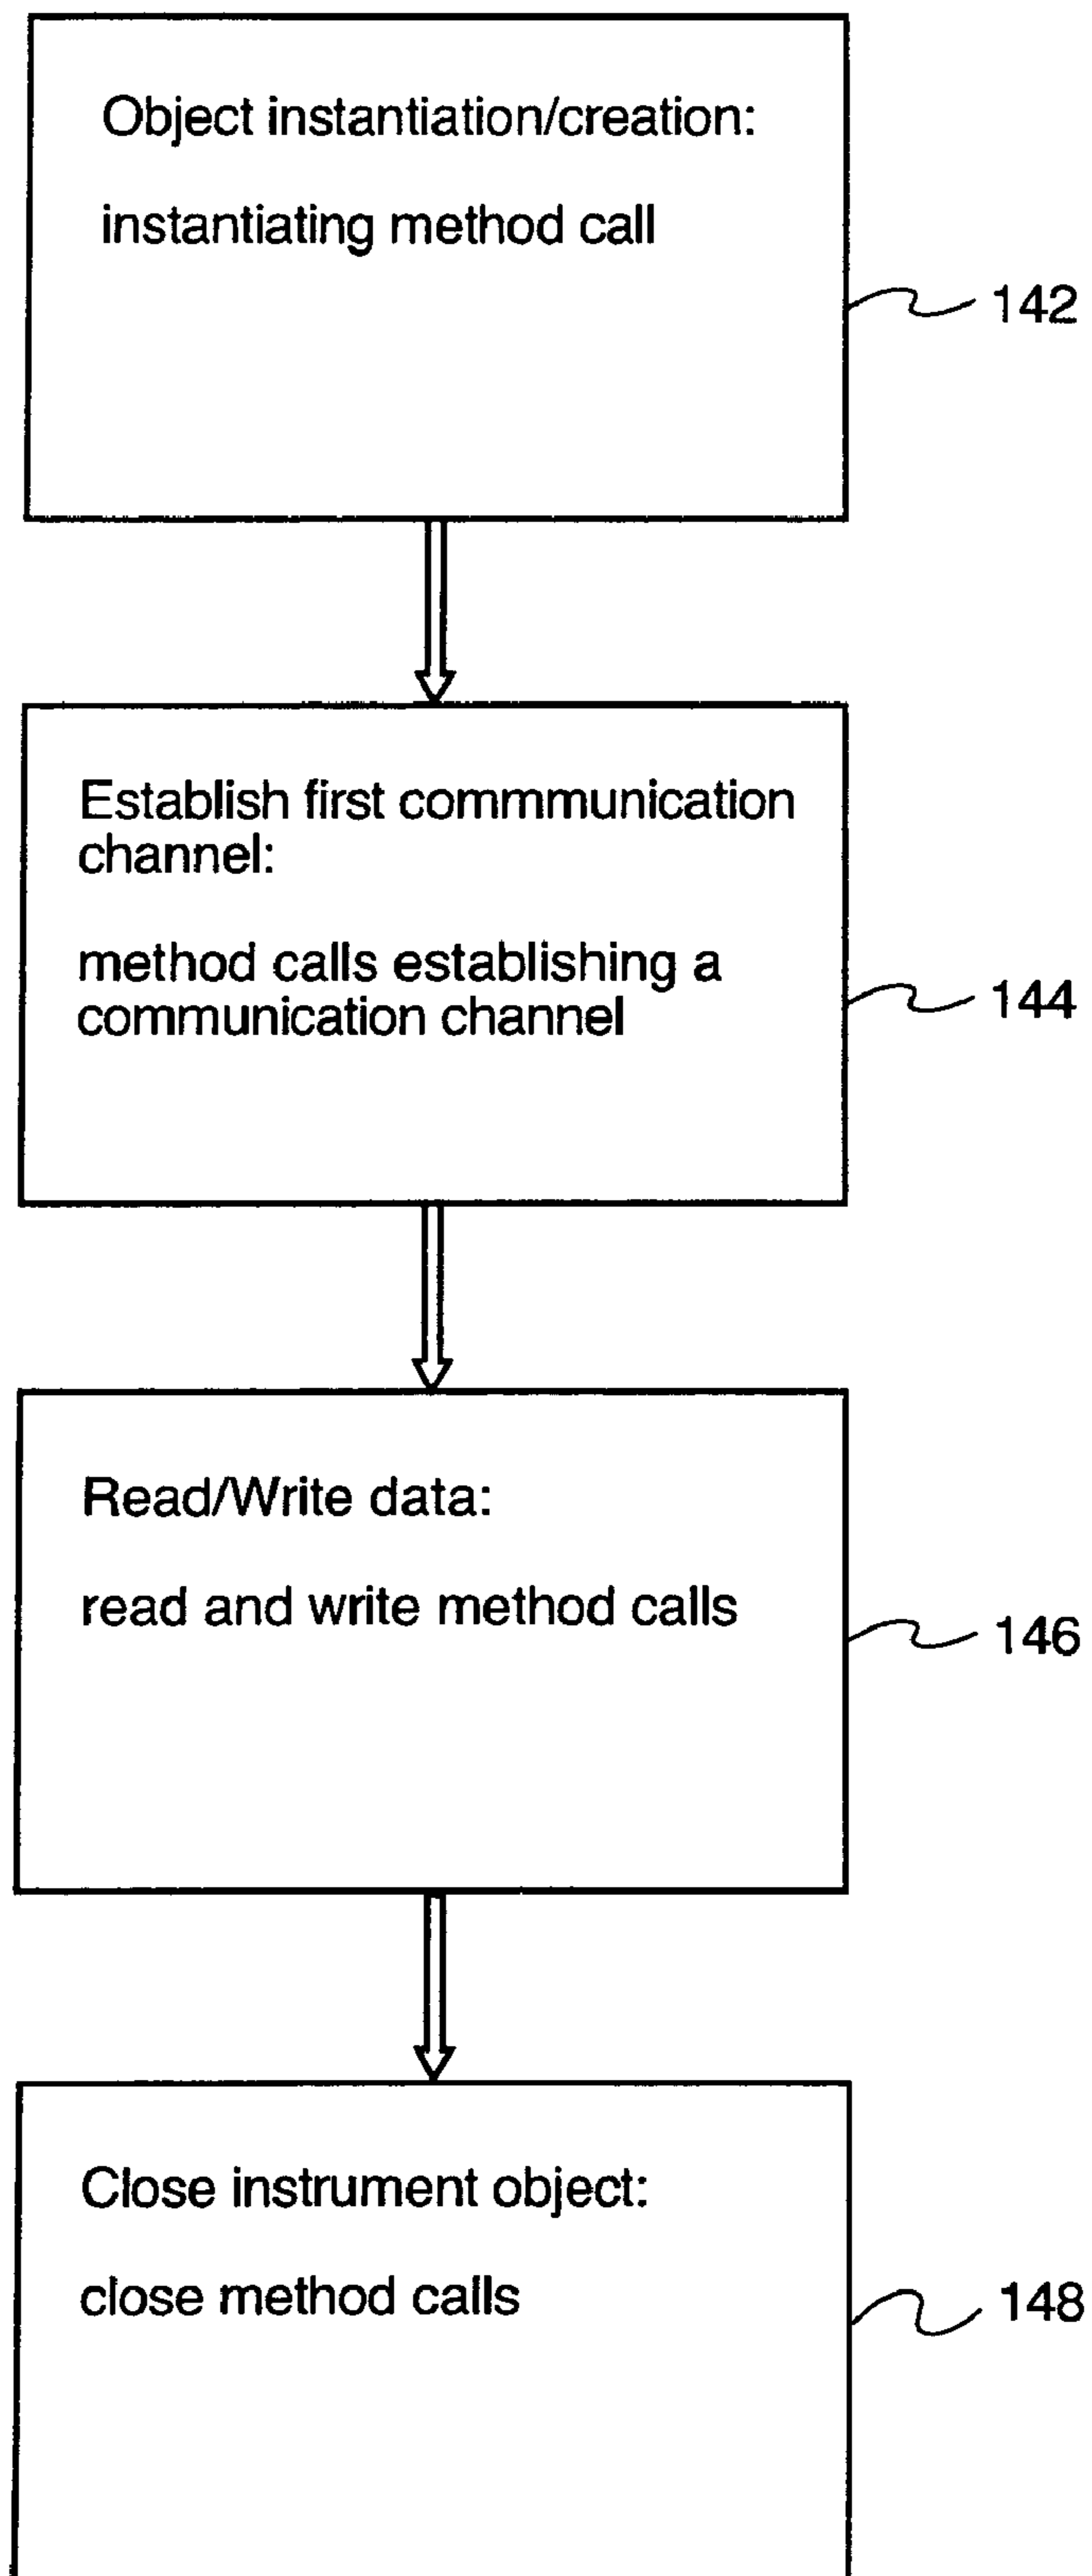 Object instantiation/creation:
instantiating method call
142
Establish first commmunication
channel:
method calls establishing a
communication channel
144
Read/Write data:
read and write method calls
146
Close instrument object:
close method calls
148